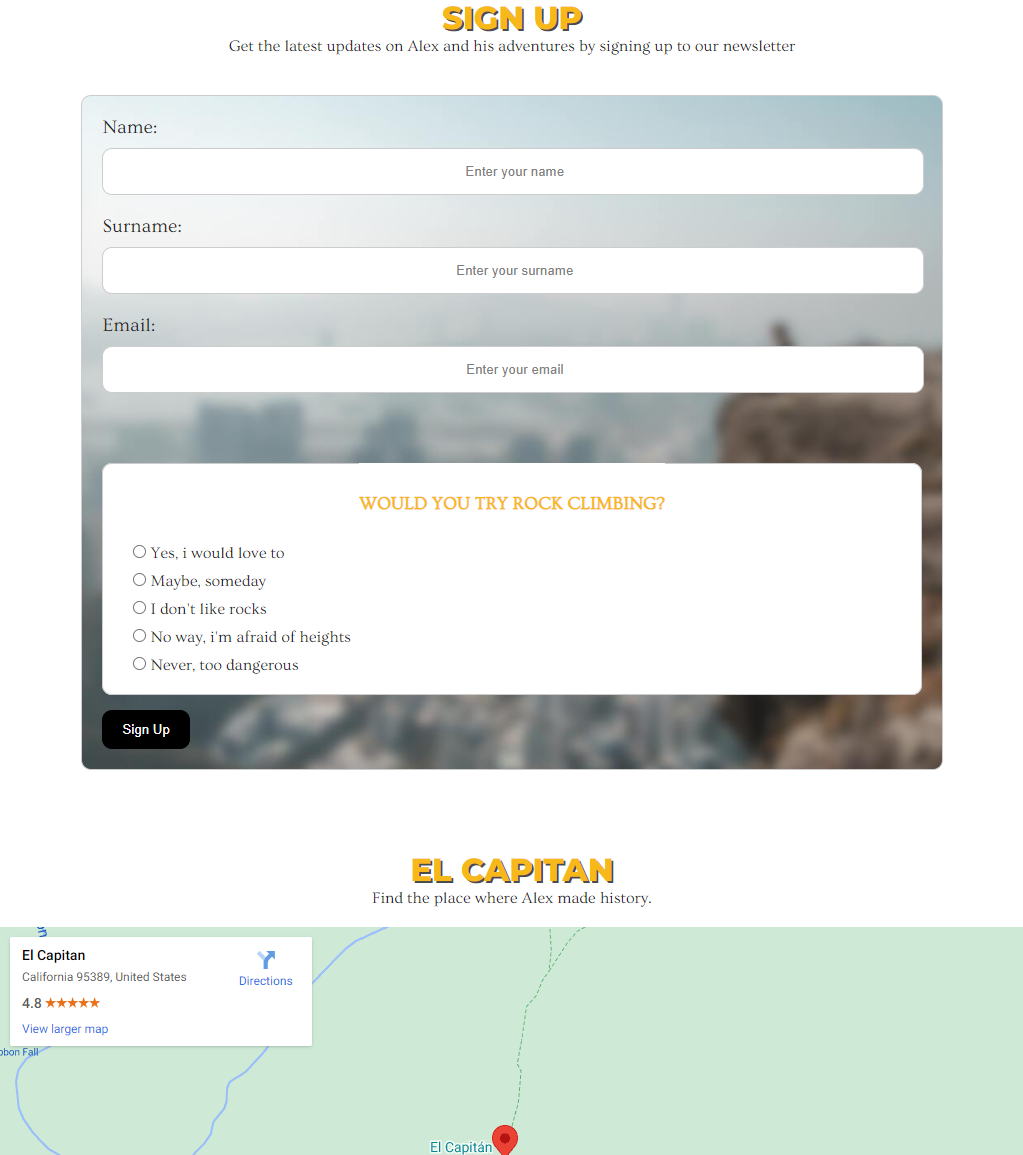 SIGN UP
Get the latest updates on Alex and his adventures by signing up to our newsletter
Name:
Enter your name
Surname:
Enter your surname
Email:
Enter your email
WOULD YOU TRY ROCK CLIMBING?
Yes, i would love to
Maybe, someday
I don't like rocks
No way, i'm afraid of heights
Never, too dangerous
Sign Up
EL CAPITAN
Find the place where Alex made history.
El Capitan
Directions
California 95389, United States
4.8 ★★★★★
View larger map
bon Fall
El Capitán